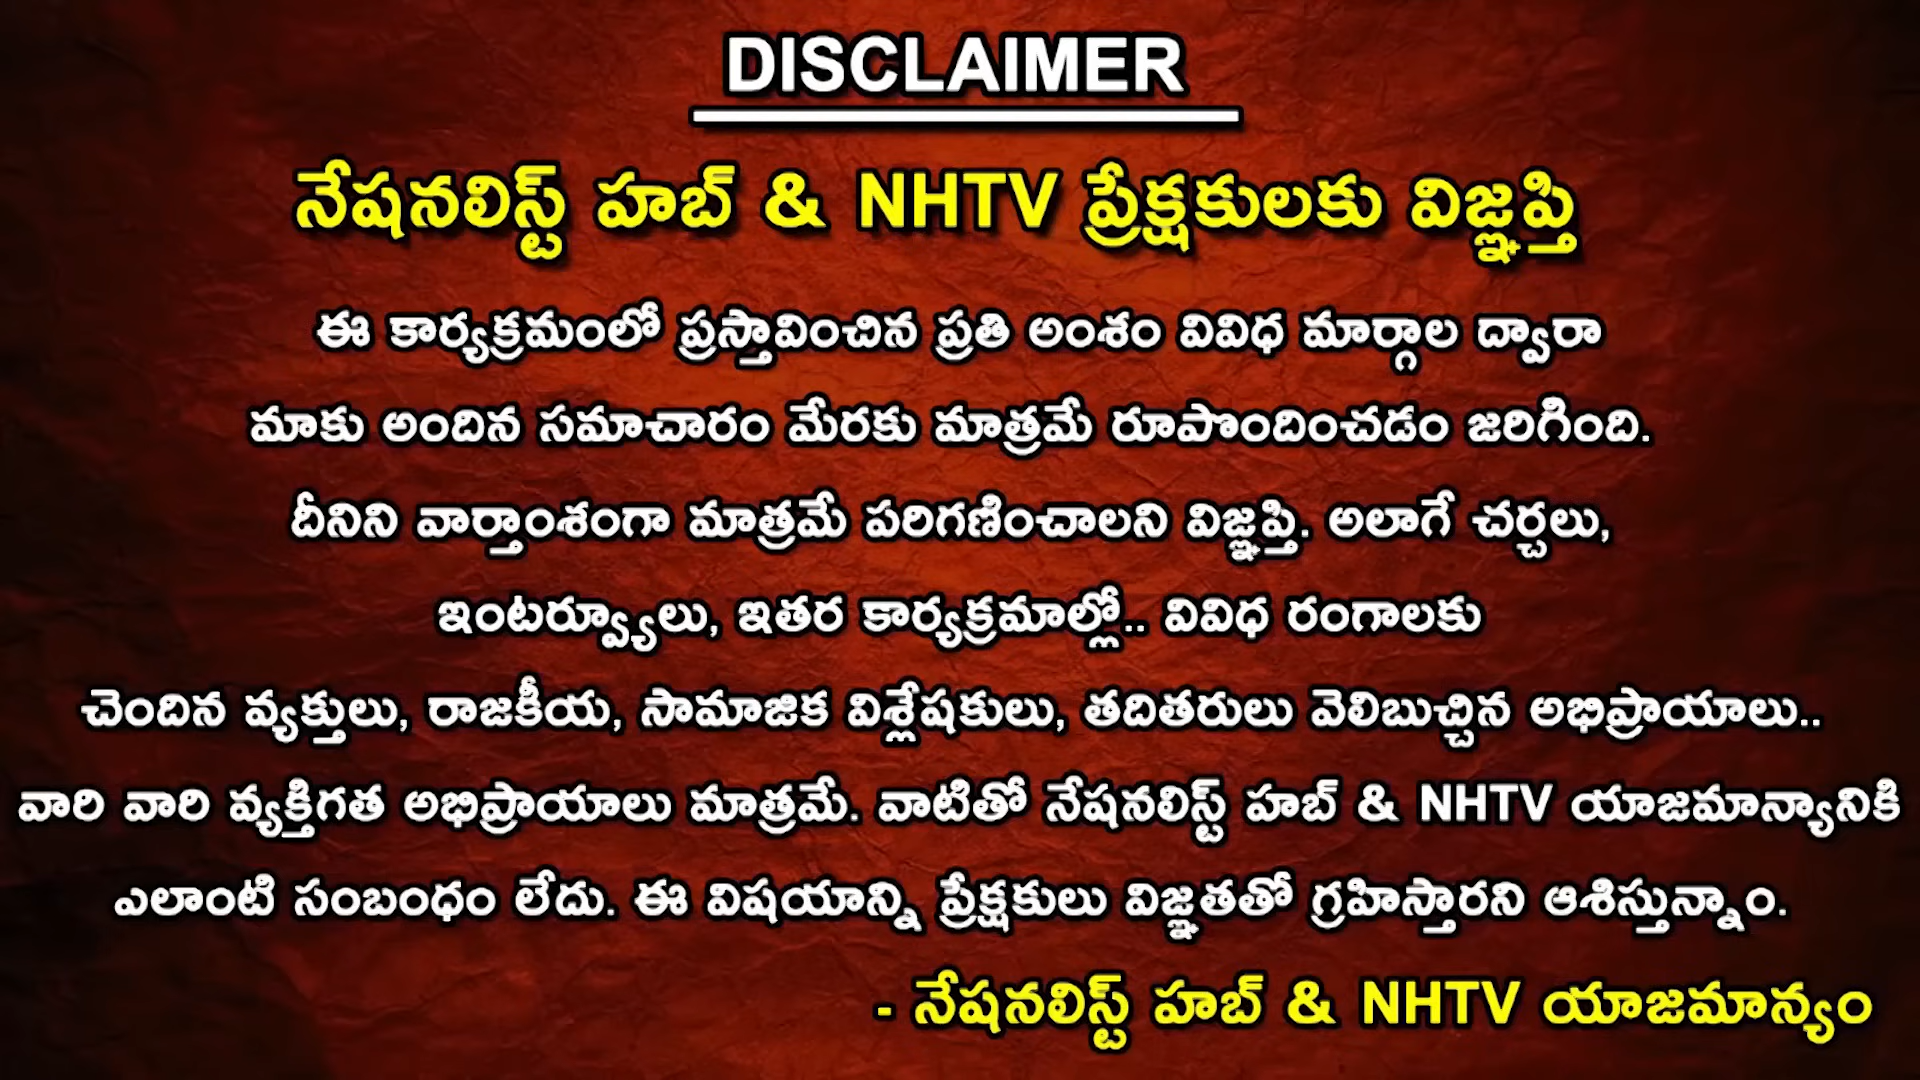 DISCLAIMER
నేషనలిస్ట్ హబ్ & NHTV ప్రేక్షకులకు విజ్ఞప్తి
ఈ కార్యక్రమంలో ప్రస్తావించిన ప్రతి అంశం వివిధ మార్గాల ద్వారా
మాకు అందిన సమాచారం మేరకు మాత్రమే రూపొందించడం జరిగింది.
దీనిని వార్తాంశంగా మాత్రమే పరిగణించాలని విజ్ఞప్తి. అలాగే చర్చలు,
ఇంటర్వ్యూలు, ఇతర కార్యక్రమాల్లో.. వివిధ రంగాలకు
చెందిన వ్యక్తులు, రాజకీయ, సామాజిక విశ్లేషకులు, తదితరులు వెలిబుచ్చిన అభిప్రాయాలు..
వారి వారి వ్యక్తిగత అభిప్రాయాలు మాత్రమే. వాటితో నేషనలిస్ట్ హబ్ & NHTV యాజమాన్యానికి
ఎలాంటి సంబంధం లేదు. ఈ విషయాన్ని ప్రేక్షకులు విజ్ఞతతో గ్రహిస్తారని ఆశిస్తున్నాం.
- నేషనలిస్ట్ హబ్ & NHTV యాజమాన్యం